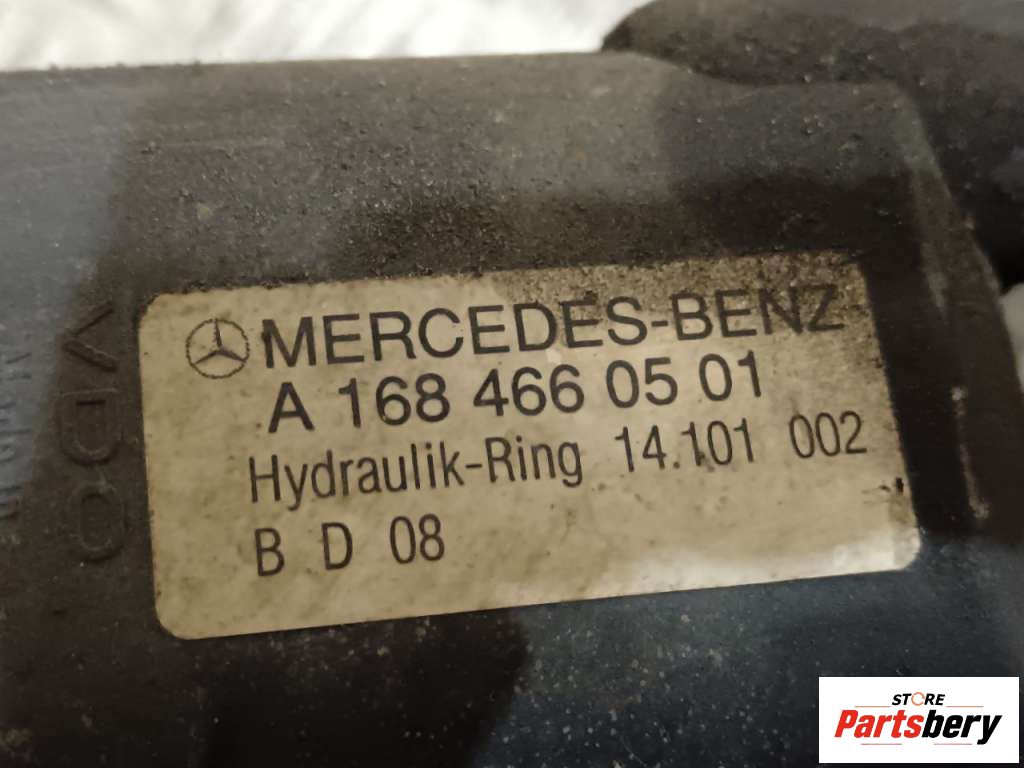 MERCEDES-BENZ
A 168 466 05 01
Hydraulik-Ring 14.101 002
B D 08
VDO
STORE
Partsbery